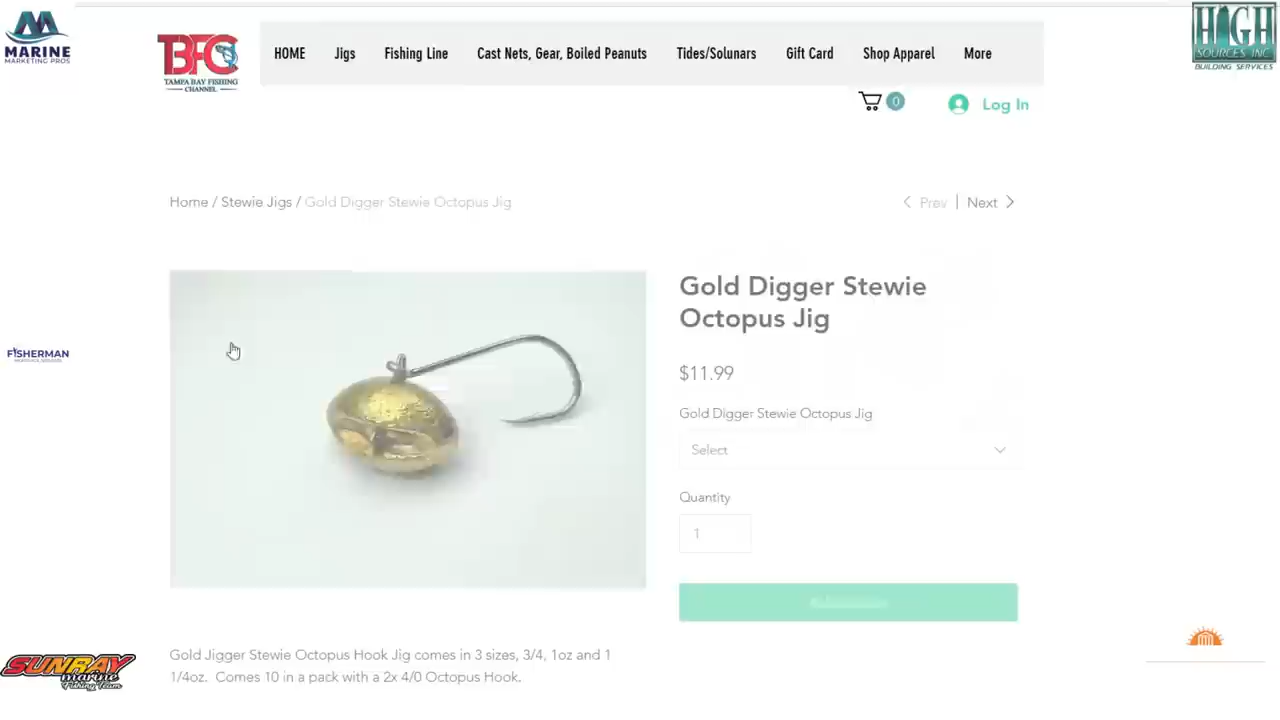 MARINE
MARKETING PROS
TBFC
TAMPA BAY FISHING
CHANNEL
HOME Jigs Fishing Line Cast Nets, Gear, Boiled Peanuts Tides/Solunars Gift Card Shop Apparel More
HIGH
SOURCES, INC.
BUILDING SERVICES
0 Log In
Home / Stewie Jigs / Gold Digger Stewie Octopus Jig
Prev | Next
Gold Digger Stewie
Octopus Jig
$11.99
FISHERMAN
Gold Digger Stewie Octopus Jig
Select
Quantity
1
Gold Jigger Stewie Octopus Hook Jig comes in 3 sizes, 3/4, 1oz and 1
1/4oz. Comes 10 in a pack with a 2x 4/0 Octopus Hook.
SUNRAY
marine
Fishing Team